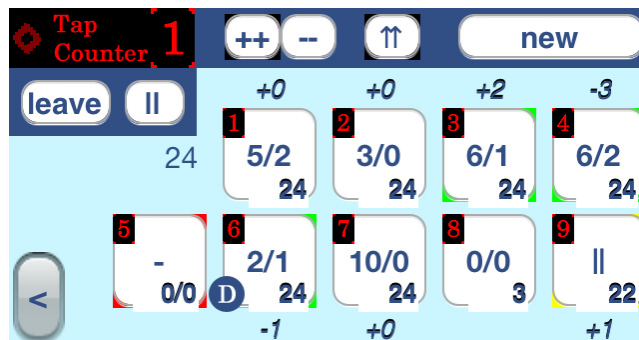 Tap
Counter 1 ++ -- ⇈ new
leave ||
+0 +0 +2 -3
24
1 2 3 4
5/2 3/0 6/1 6/2
24 24 24 24
5 6 7 8 9
- 2/1 10/0 0/0 ||
0/0 D 24 24 3 22
<
-1 +0 +1